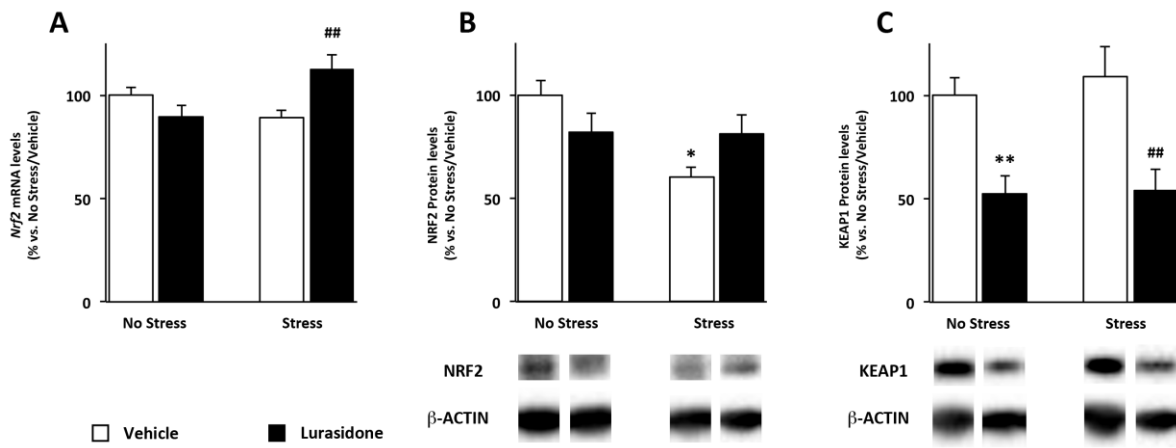 A
##
100
50
0
Nrf2 mRNA levels
(% vs. No Stress/Vehicle)
No Stress
Stress
B
*
100
50
0
NRF2 Protein levels
(% vs. No Stress/Vehicle)
No Stress
Stress
NRF2
β-ACTIN
C
**
##
100
50
0
KEAP1 Protein levels
(% vs. No Stress/Vehicle)
No Stress
Stress
KEAP1
β-ACTIN
Vehicle
Lurasidone